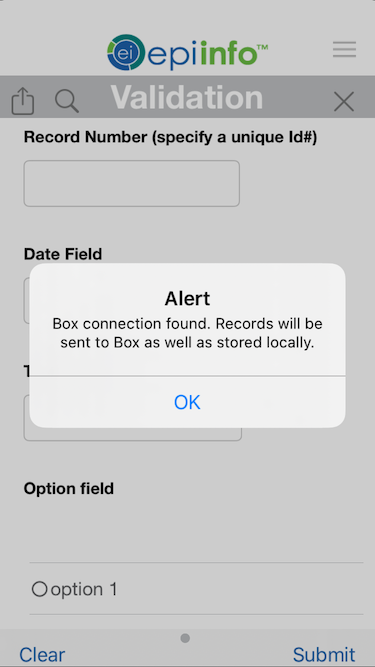 ei epiinfo™
Validation
Record Number (specify a unique Id#)
Date Field
Alert
Box connection found. Records will be
sent to Box as well as stored locally.
T
OK
Option field
option 1
Clear
Submit